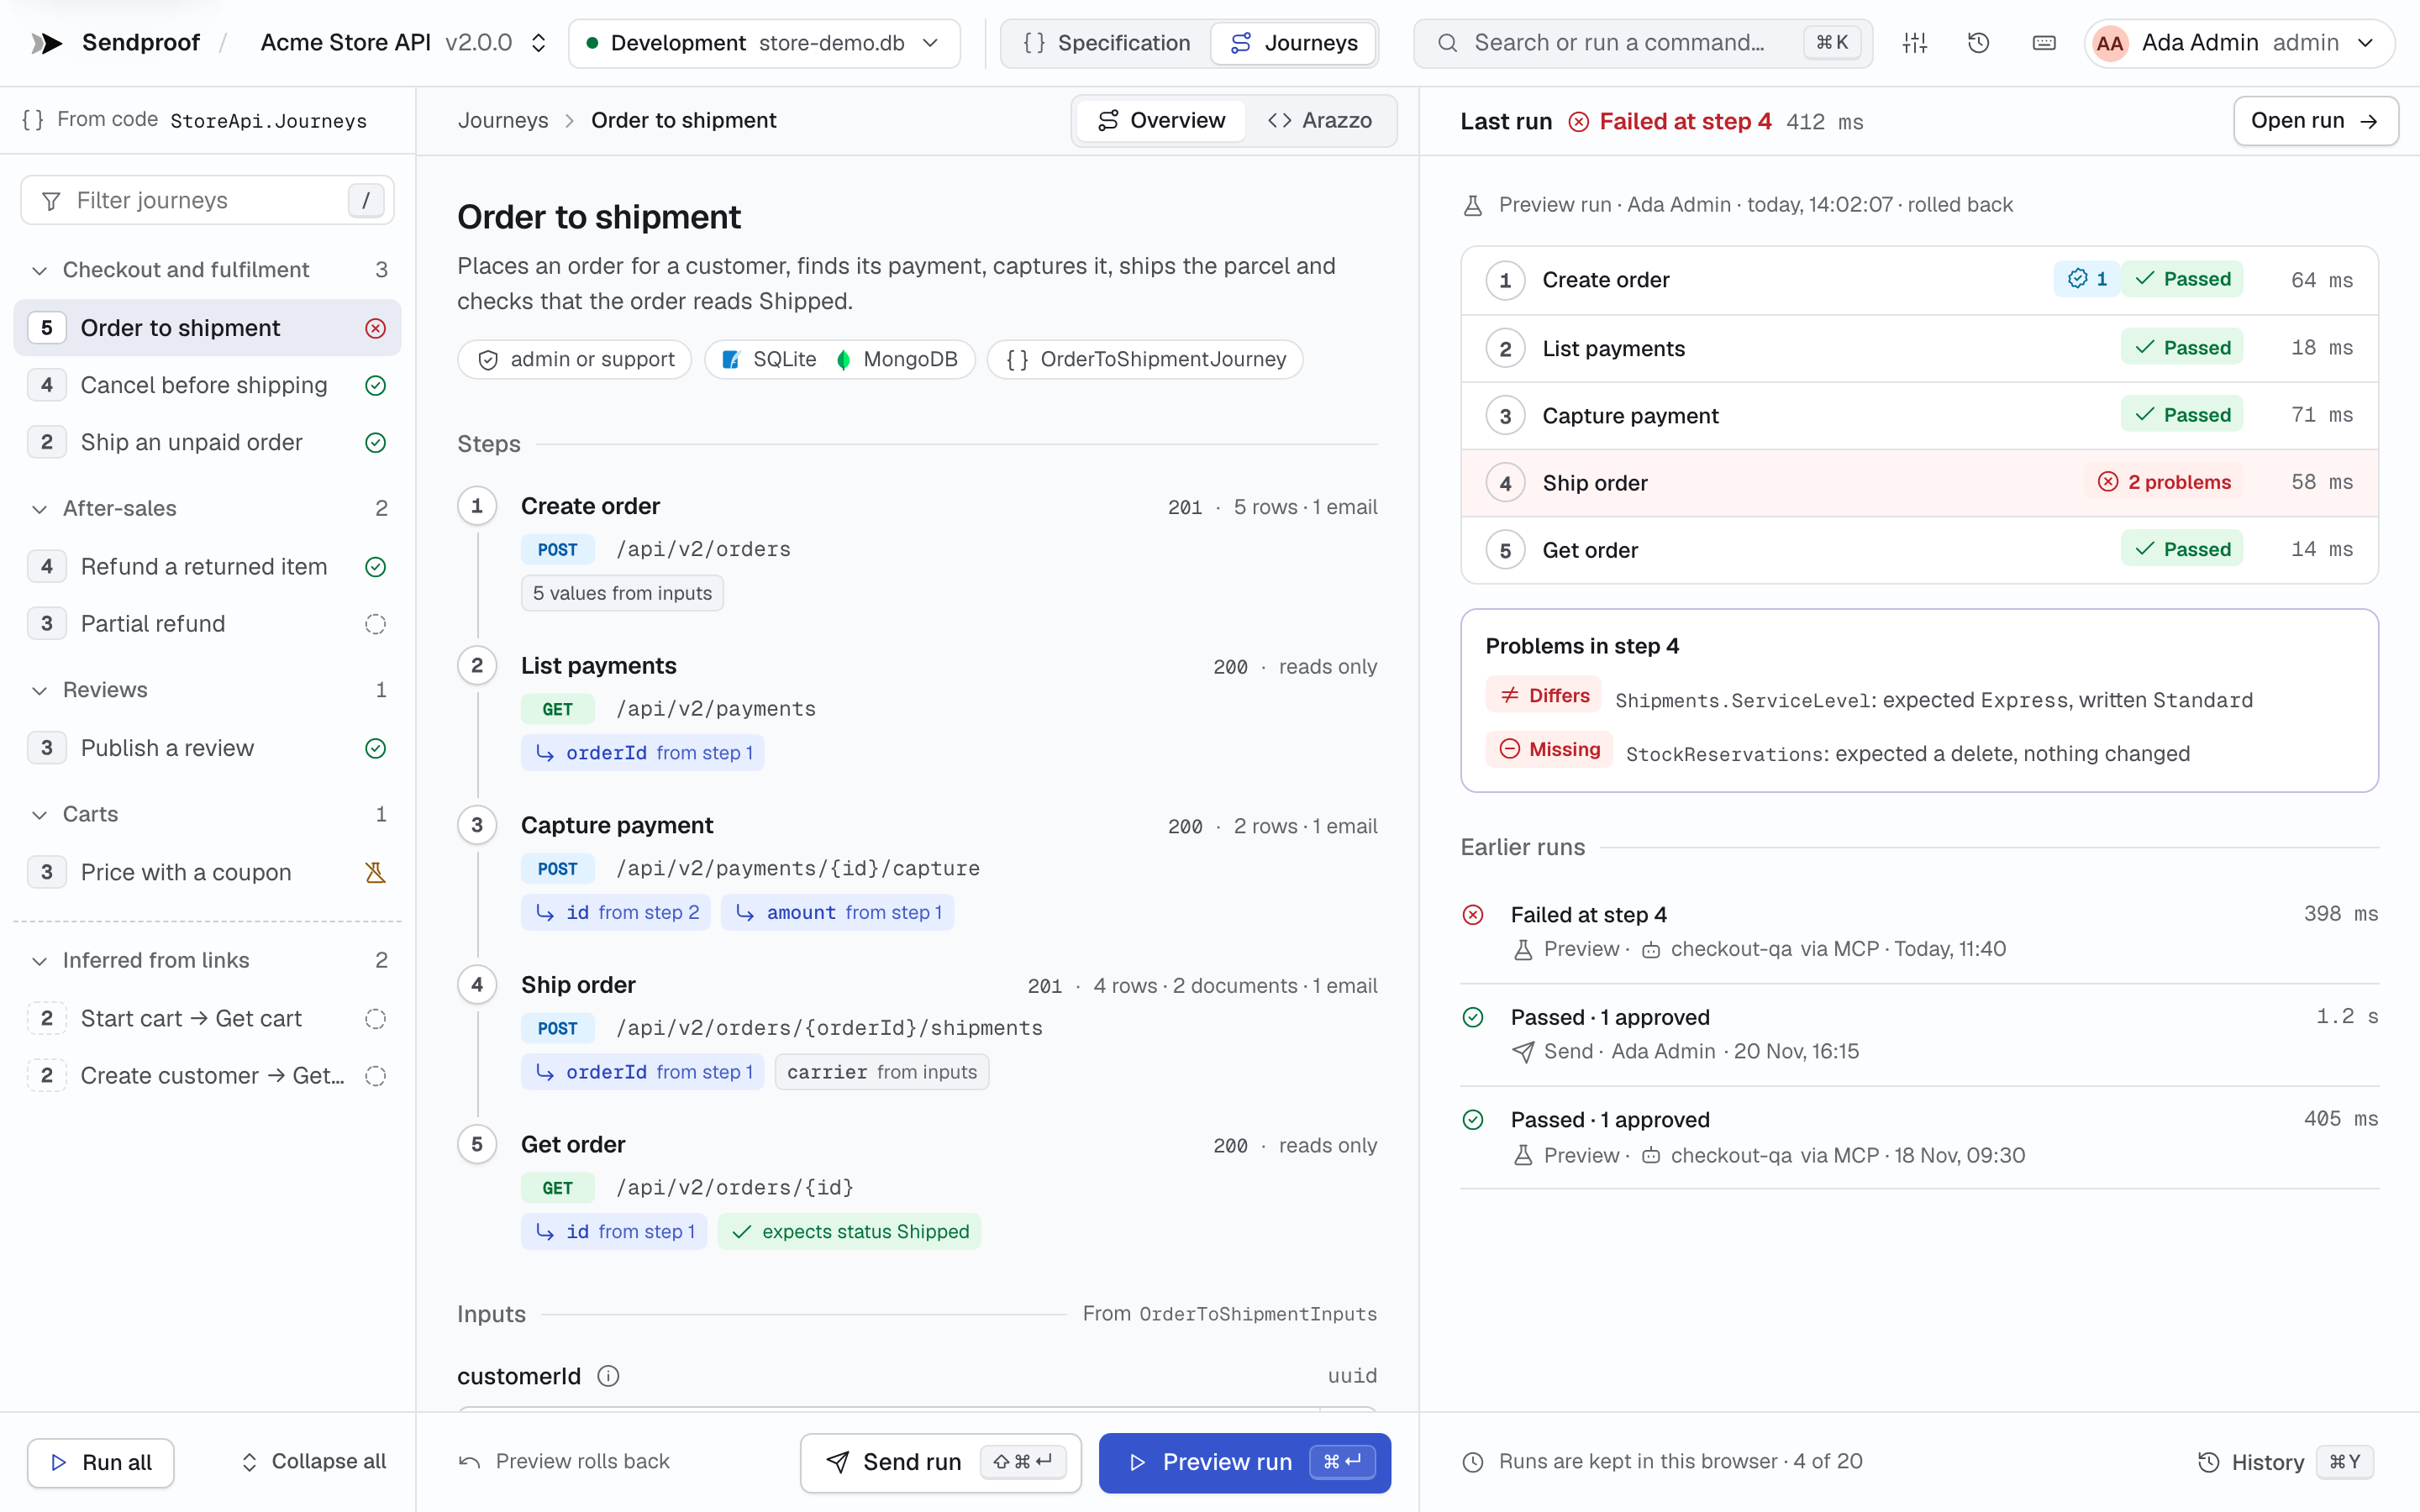 Sendproof / Acme Store API v2.0.0
Development store-demo.db
{ } Specification
Journeys
Search or run a command... ⌘K
AA Ada Admin admin
{ } From code StoreApi.Journeys
Filter journeys /
Checkout and fulfilment 3
5 Order to shipment
4 Cancel before shipping
2 Ship an unpaid order
After-sales 2
4 Refund a returned item
3 Partial refund
Reviews 1
3 Publish a review
Carts 1
3 Price with a coupon
Inferred from links 2
2 Start cart → Get cart
2 Create customer → Get...
Run all
Collapse all
Journeys > Order to shipment
Overview
<> Arazzo
Order to shipment
Places an order for a customer, finds its payment, captures it, ships the parcel and
checks that the order reads Shipped.
admin or support
SQLite MongoDB
{ } OrderToShipmentJourney
Steps
1 Create order 201 · 5 rows · 1 email
POST /api/v2/orders
5 values from inputs
2 List payments 200 · reads only
GET /api/v2/payments
orderId from step 1
3 Capture payment 200 · 2 rows · 1 email
POST /api/v2/payments/{id}/capture
id from step 2 amount from step 1
4 Ship order 201 · 4 rows · 2 documents · 1 email
POST /api/v2/orders/{orderId}/shipments
orderId from step 1 carrier from inputs
5 Get order 200 · reads only
GET /api/v2/orders/{id}
id from step 1 expects status Shipped
Inputs From OrderToShipmentInputs
customerId uuid
Preview rolls back
Send run ⇧⌘↵
Preview run ⌘↵
Last run Failed at step 4 412 ms
Open run →
Preview run · Ada Admin · today, 14:02:07 · rolled back
1 Create order 1 Passed 64 ms
2 List payments Passed 18 ms
3 Capture payment Passed 71 ms
4 Ship order 2 problems 58 ms
5 Get order Passed 14 ms
Problems in step 4
≠ Differs Shipments.ServiceLevel: expected Express, written Standard
Missing StockReservations: expected a delete, nothing changed
Earlier runs
Failed at step 4 398 ms
Preview · checkout-qa via MCP · Today, 11:40
Passed · 1 approved 1.2 s
Send · Ada Admin · 20 Nov, 16:15
Passed · 1 approved 405 ms
Preview · checkout-qa via MCP · 18 Nov, 09:30
Runs are kept in this browser · 4 of 20
History ⌘Y